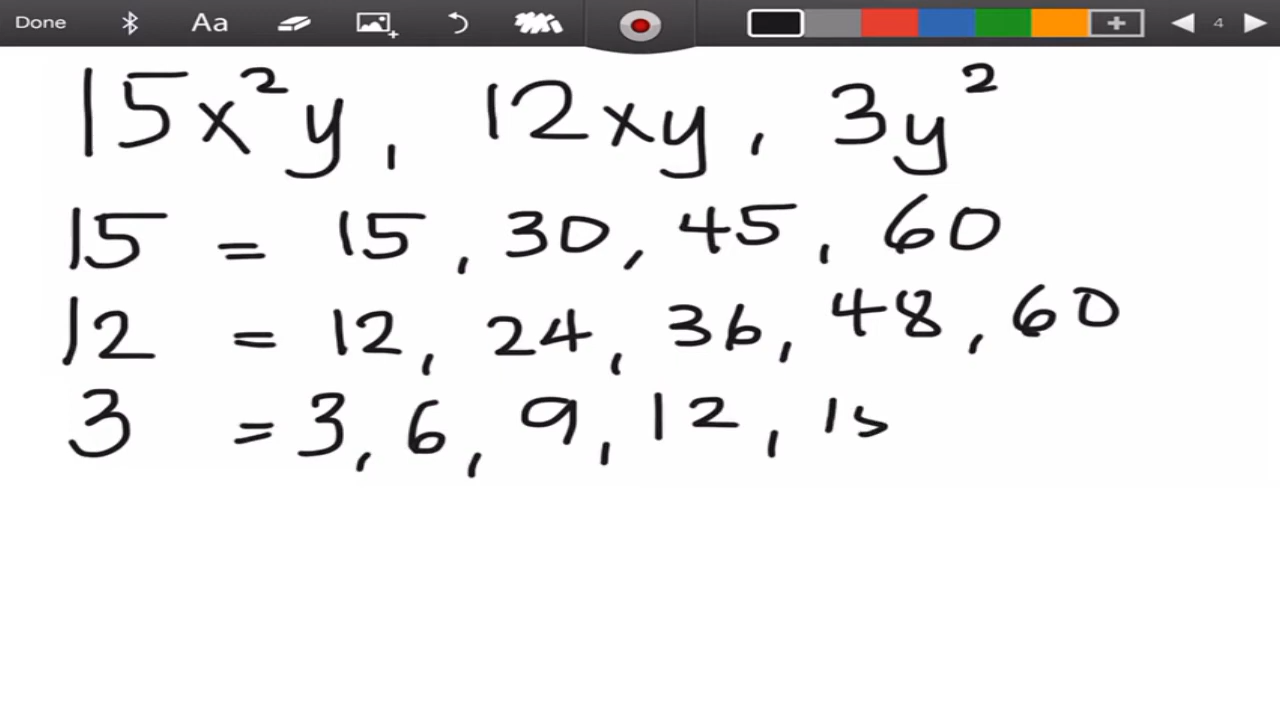 Done Aa 4
15x²y, 12xy, 3y²
15 = 15, 30, 45, 60
12 = 12, 24, 36, 48, 60
3 = 3, 6, 9, 12, 15